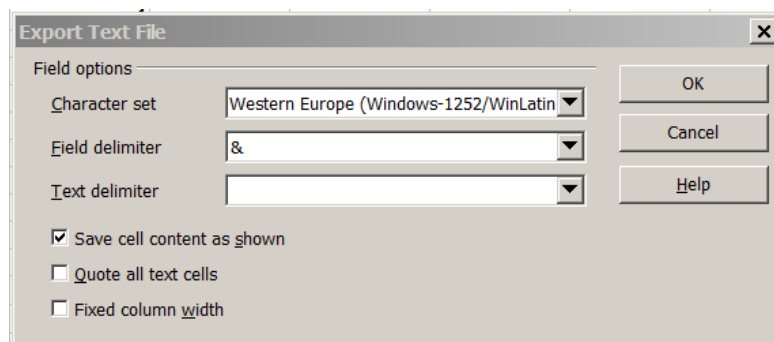 Export Text File
Field options
OK
Character set
Western Europe (Windows-1252/WinLatin
Cancel
Field delimiter
&
Help
Text delimiter
Save cell content as shown
Quote all text cells
Fixed column width